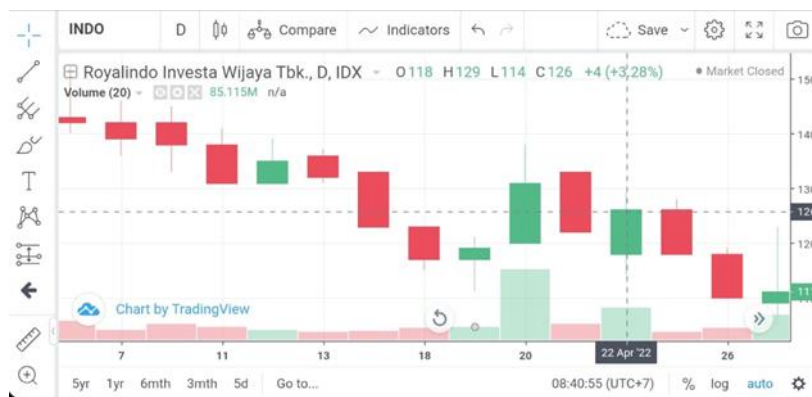 INDO D Compare Indicators Save
Royalindo Investa Wijaya Tbk., D, IDX O118 H129 L114 C126 +4 (+3.28%) Market Closed
Volume (20) 85.115M n/a
T
Chart by TradingView
7 11 13 18 20 22 Apr '22 26
5yr 1yr 6mth 3mth 5d Go to... 08:40:55 (UTC+7) % log auto